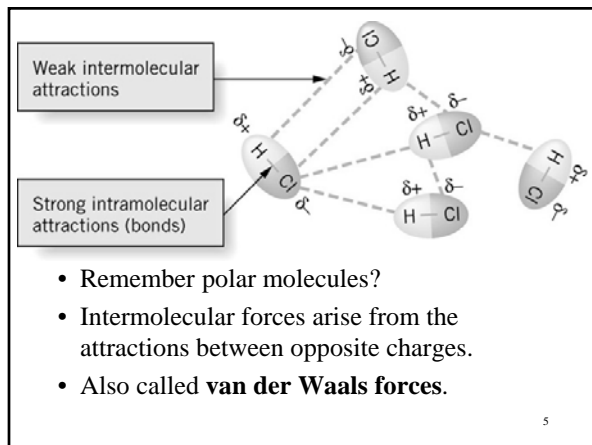 Weak intermolecular
attractions
Cl
H
δ-
δ+
δ+
H
Cl
δ-
δ+
δ-
H
Cl
δ+
δ-
H
Cl
H
Cl
δ+
δ-
Strong intramolecular
attractions (bonds)
• Remember polar molecules?
• Intermolecular forces arise from the
attractions between opposite charges.
• Also called van der Waals forces.
5